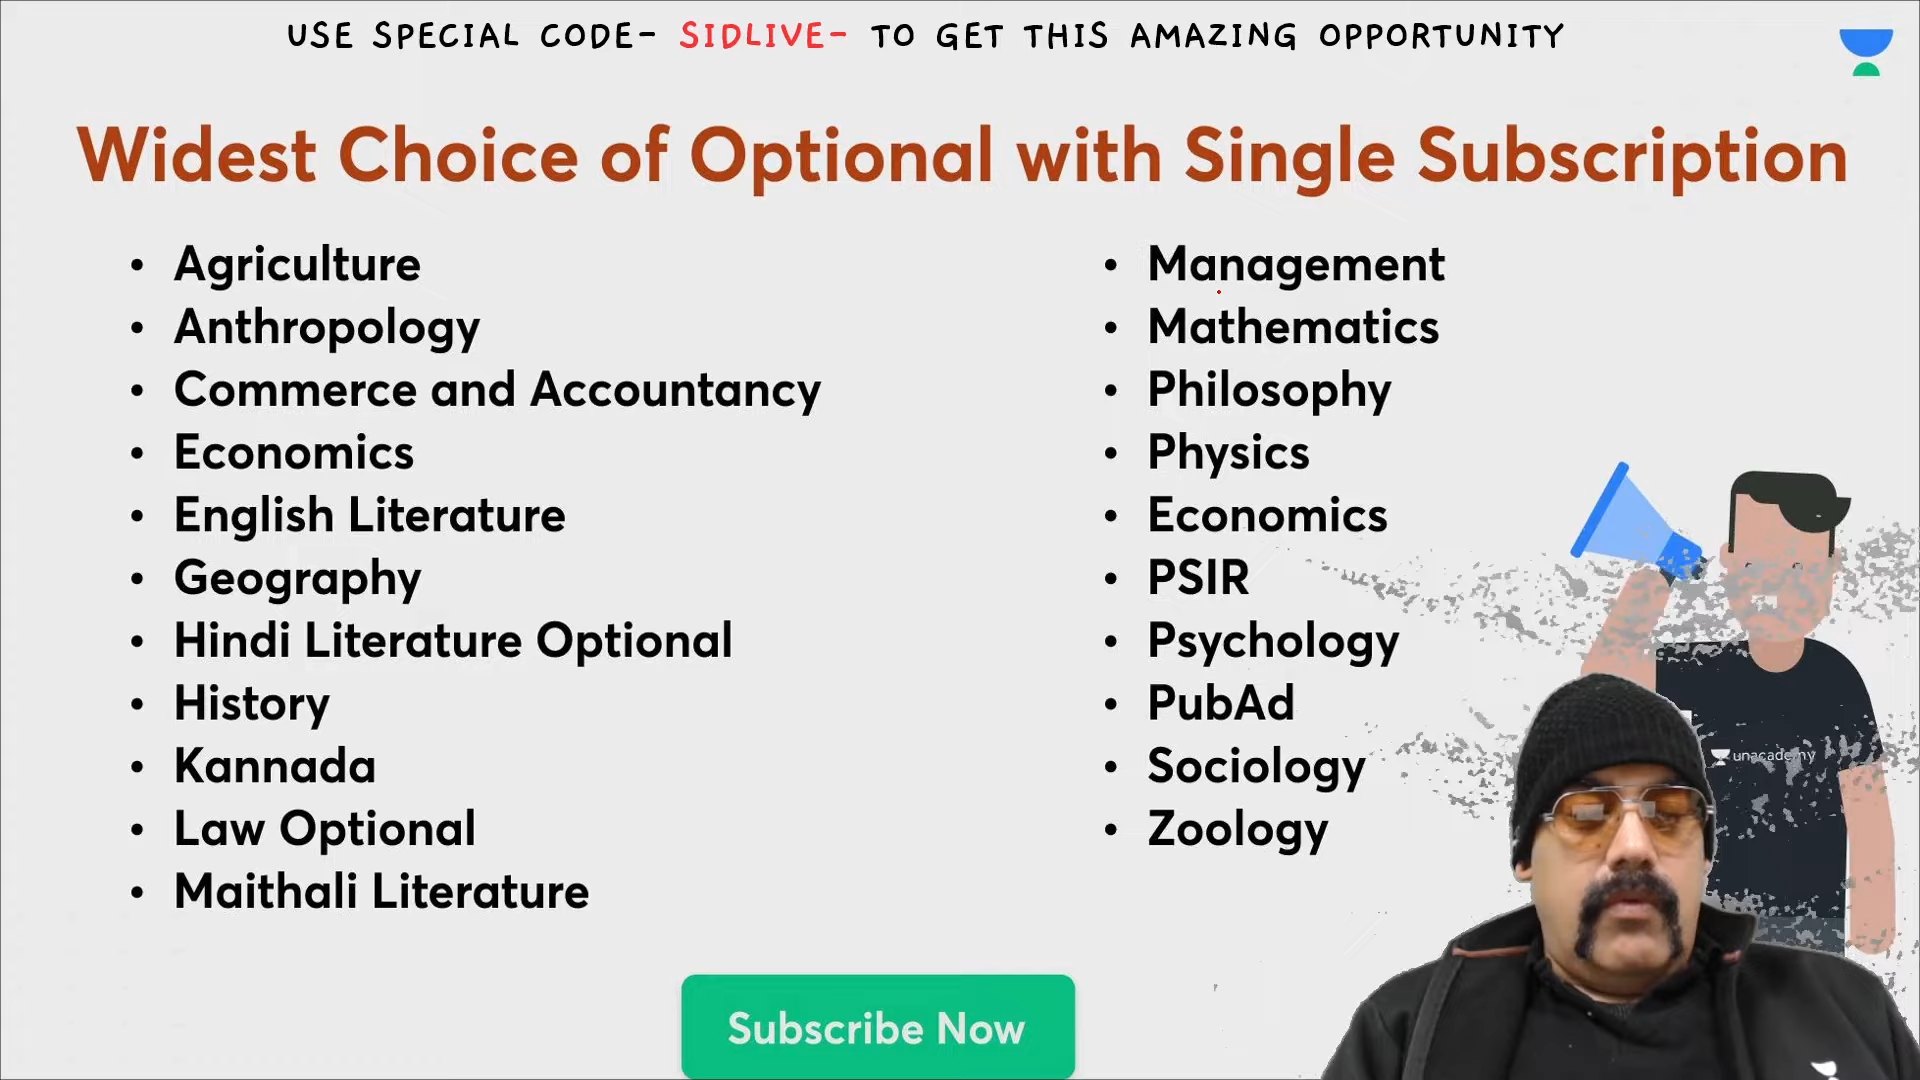 USE SPECIAL CODE- SIDLIVE- TO GET THIS AMAZING OPPORTUNITY
Widest Choice of Optional with Single Subscription
• Agriculture
• Anthropology
• Commerce and Accountancy
• Economics
• English Literature
• Geography
• Hindi Literature Optional
• History
• Kannada
• Law Optional
• Maithali Literature
• Management
• Mathematics
• Philosophy
• Physics
• Economics
• PSIR
• Psychology
• PubAd
• Sociology
• Zoology
unacademy
Subscribe Now